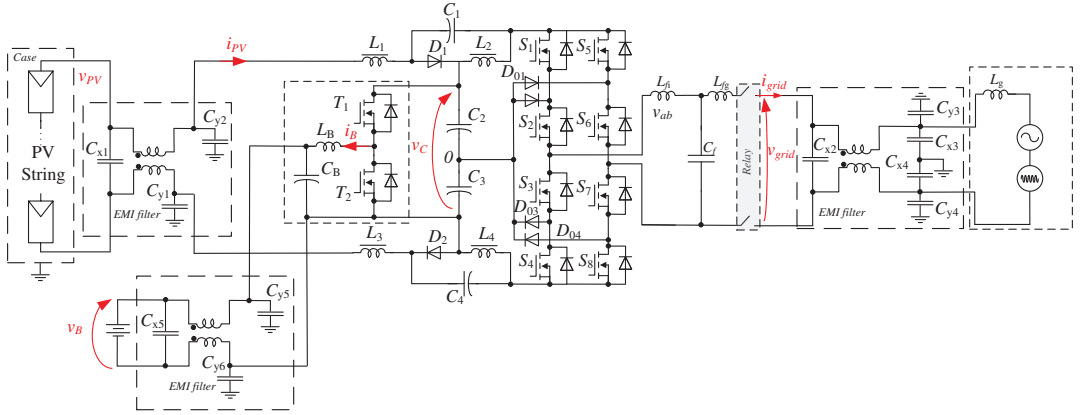 Case
v_PV
PV
String
C_x1
C_y1
C_y2
EMI filter
i_PV
L_1
C_1
D_1
L_2
T_1
L_B
i_B
C_B
T_2
v_C
C_2
0
C_3
L_3
D_2
L_4
C_4
S_1
S_5
D_01
S_2
S_6
S_3
S_7
D_03
D_04
S_4
S_8
L_fi
L_fg
v_ab
C_f
Relay
i_grid
v_grid
C_x2
EMI filter
C_y3
C_x3
C_x4
C_y4
L_g
v_B
C_x5
C_y5
C_y6
EMI filter